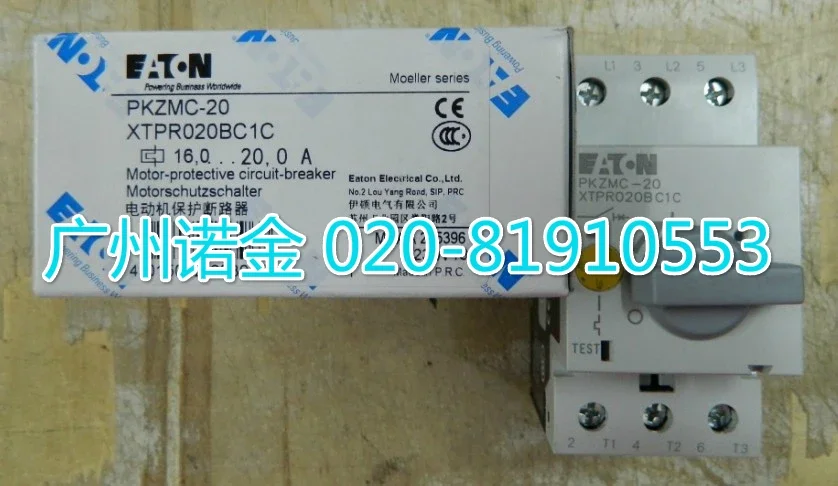 EATON
Powering Business Worldwide
Moeller series
PKZMC-20
XTPR020BC1C
16,0...20,0 A
Motor-protective circuit-breaker
Motorschutzschalter
电动机保护断路器
CE
CCC
Eaton Electrical Co.,Ltd.
No.2 Lou Yang Road, SIP, PRC
伊顿电气有限公司
5396
P.R.C
广州诺金 020-81910553
L1 3 L2 5 L3
EATON
PKZMC-20
XTPR020BC1C
TEST
2 T1 4 T2 6 T3